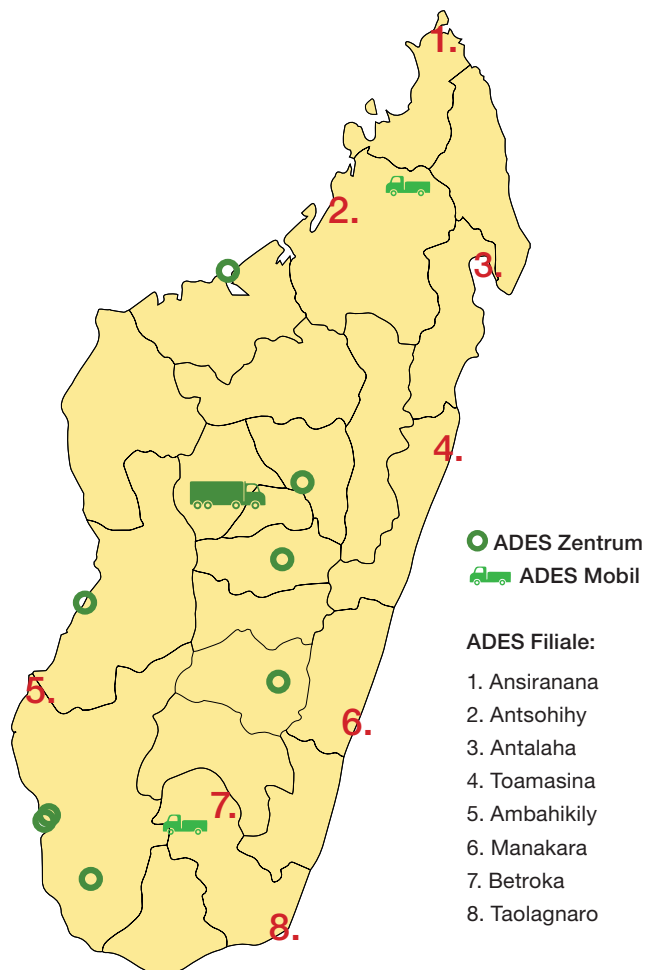 1.
2.
3.
4.
ADES Zentrum
ADES Mobil
5.
6.
7.
8.
ADES Filiale:
1. Ansiranana
2. Antsohihy
3. Antalaha
4. Toamasina
5. Ambahikily
6. Manakara
7. Betroka
8. Taolagnaro